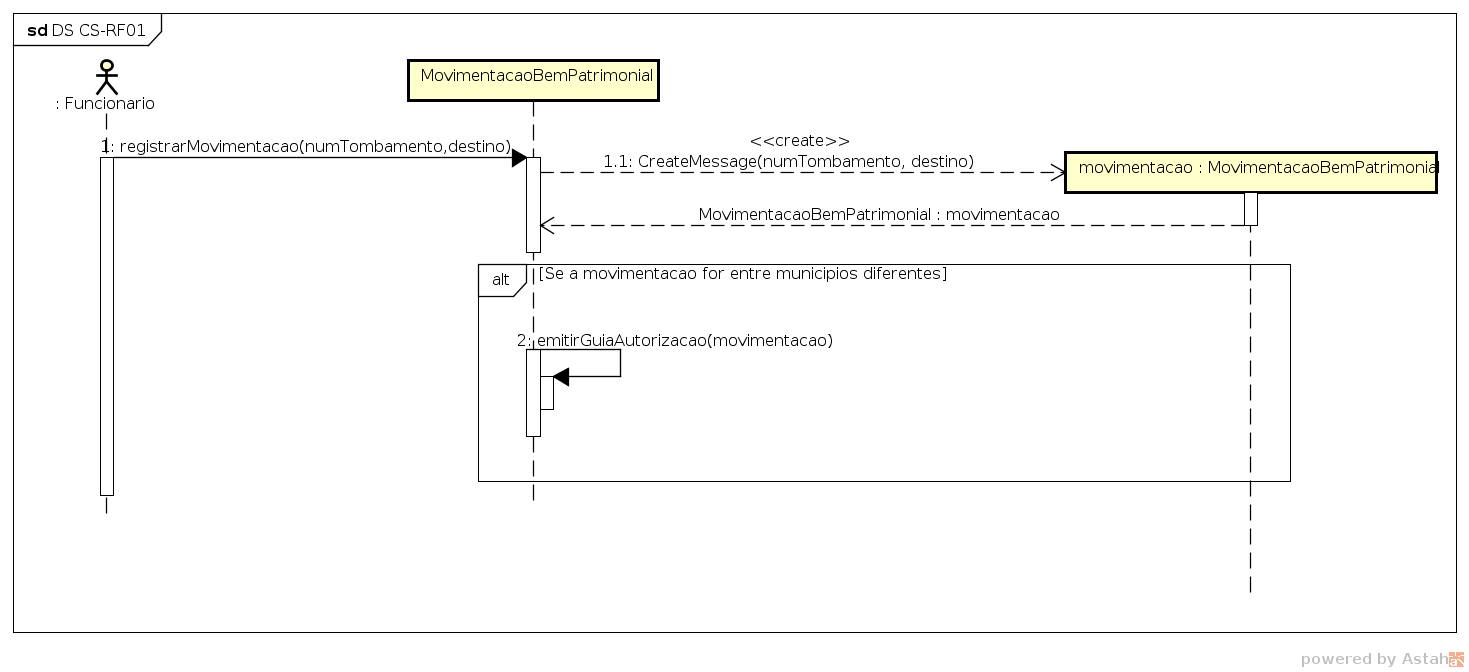 sd DS CS-RF01
: Funcionario
MovimentacaoBemPatrimonial
1: registrarMovimentacao(numTombamento,destino)
<<create>>
1.1: CreateMessage(numTombamento, destino)
movimentacao : MovimentacaoBemPatrimonial
MovimentacaoBemPatrimonial : movimentacao
alt
[Se a movimentacao for entre municipios diferentes]
2: emitirGuiaAutorizacao(movimentacao)
powered by Astah